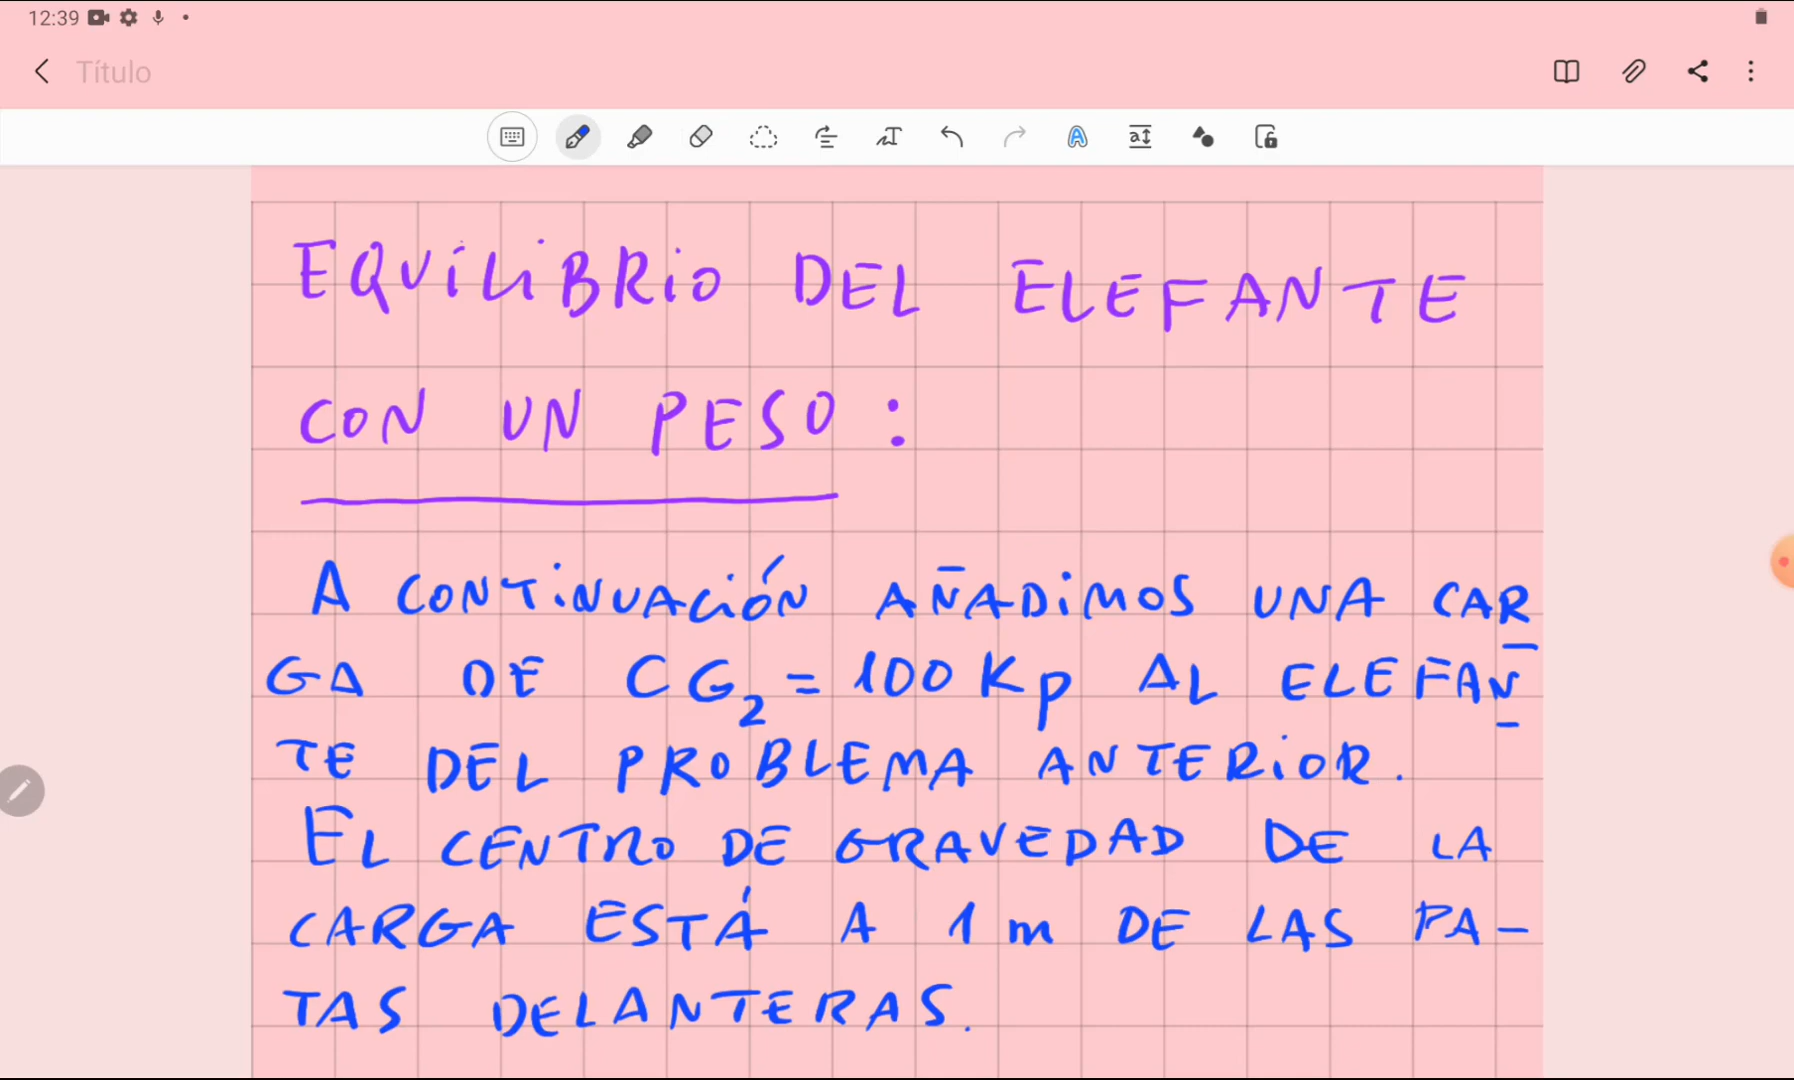 12:39
Título
EQUILIBRIO DEL ELEFANTE
CON UN PESO :
A CONTINUACIÓN AÑADIMOS UNA CAR
GA DE CG₂ = 100 Kp AL ELEFAN
TE DEL PROBLEMA ANTERIOR.
EL CENTRO DE GRAVEDAD DE LA
CARGA ESTÁ A 1 m DE LAS PA-
TAS DELANTERAS.